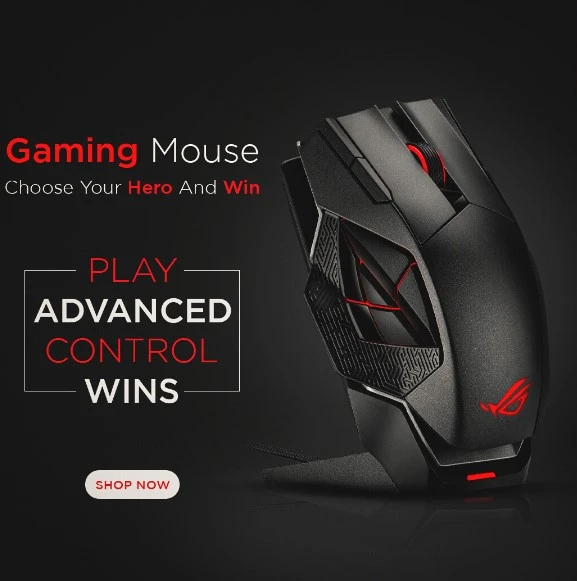 Gaming Mouse
Choose Your Hero And Win
PLAY
ADVANCED
CONTROL
WINS
SHOP NOW